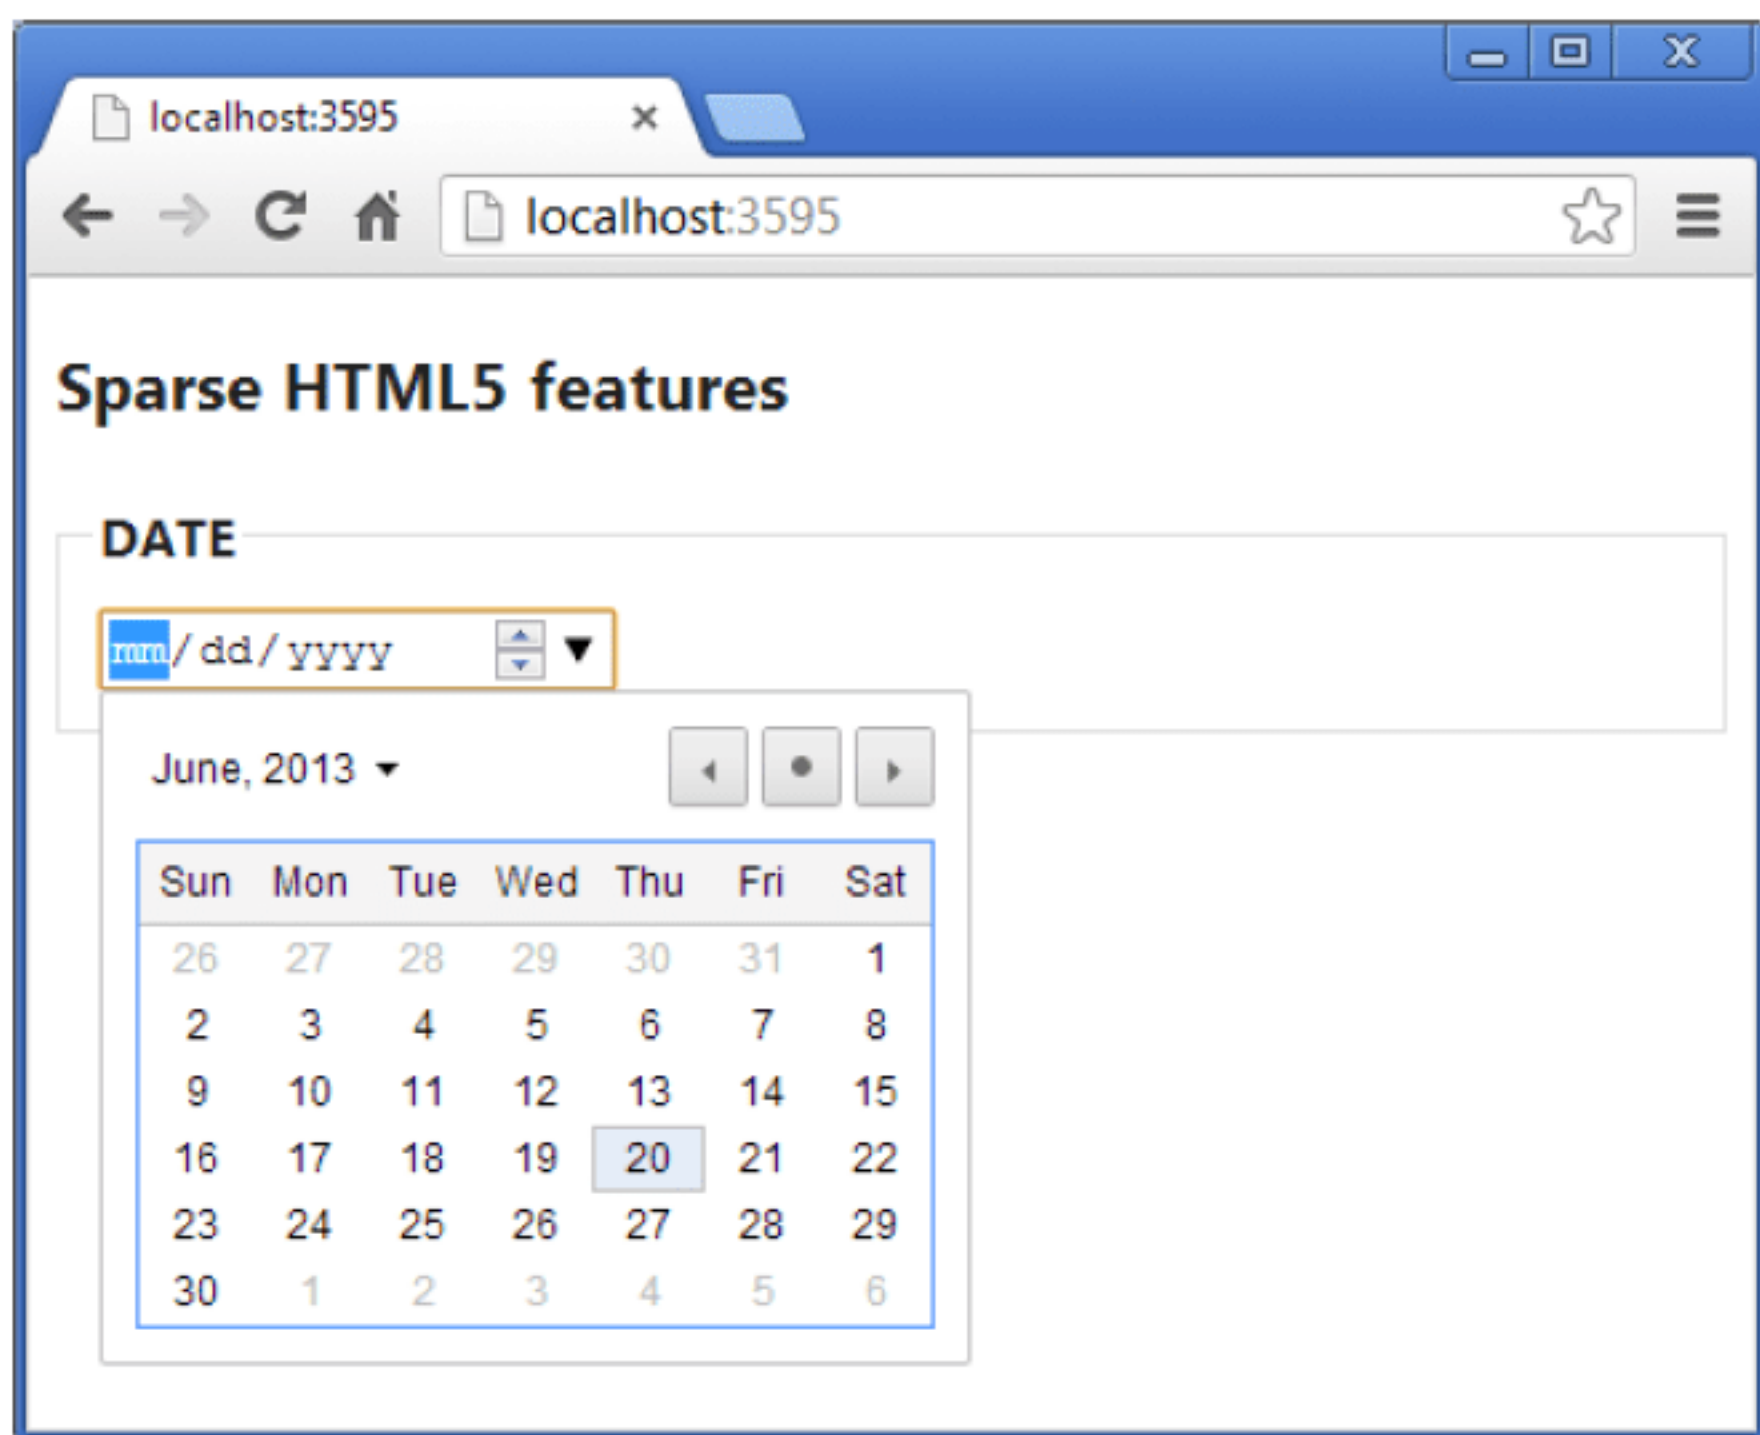 localhost:3595
localhost:3595
Sparse HTML5 features
DATE
mm/dd/yyyy
June, 2013
Sun Mon Tue Wed Thu Fri Sat
26 27 28 29 30 31 1
2 3 4 5 6 7 8
9 10 11 12 13 14 15
16 17 18 19 20 21 22
23 24 25 26 27 28 29
30 1 2 3 4 5 6